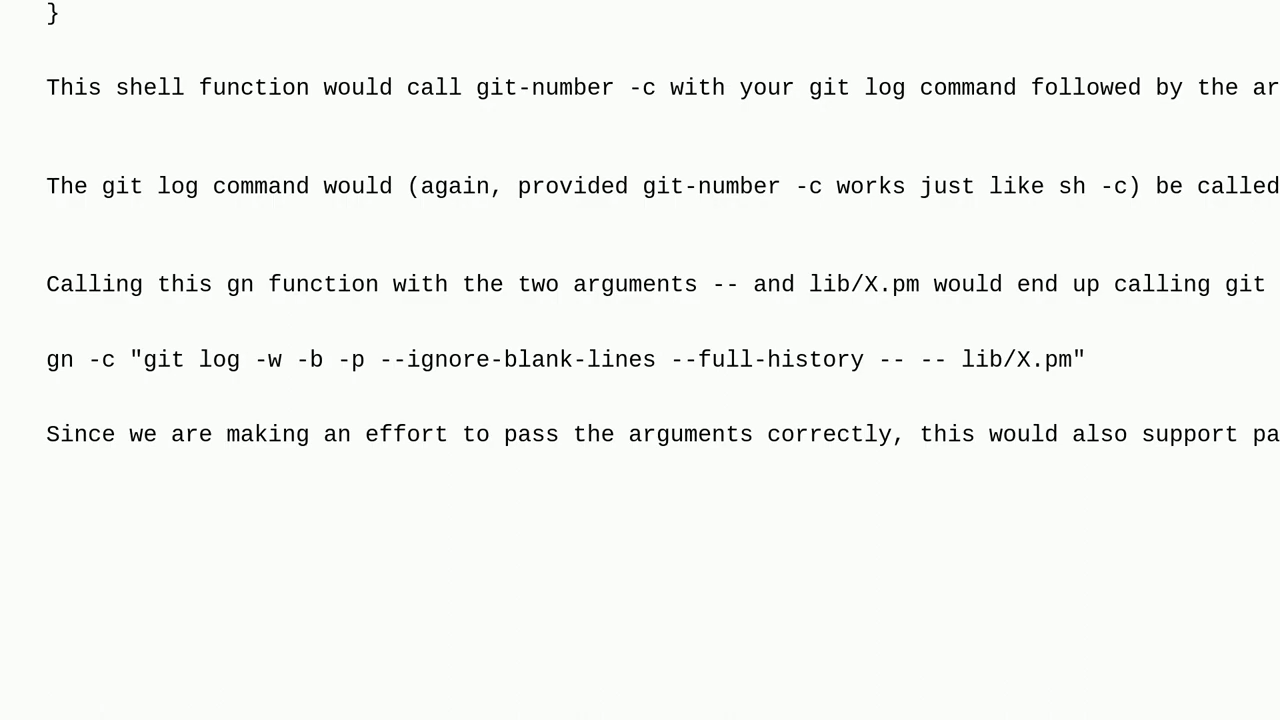 }
This shell function would call git-number -c with your git log command followed by the ar
The git log command would (again, provided git-number -c works just like sh -c) be called
Calling this gn function with the two arguments -- and lib/X.pm would end up calling git
gn -c "git log -w -b -p --ignore-blank-lines --full-history -- -- lib/X.pm"
Since we are making an effort to pass the arguments correctly, this would also support pa